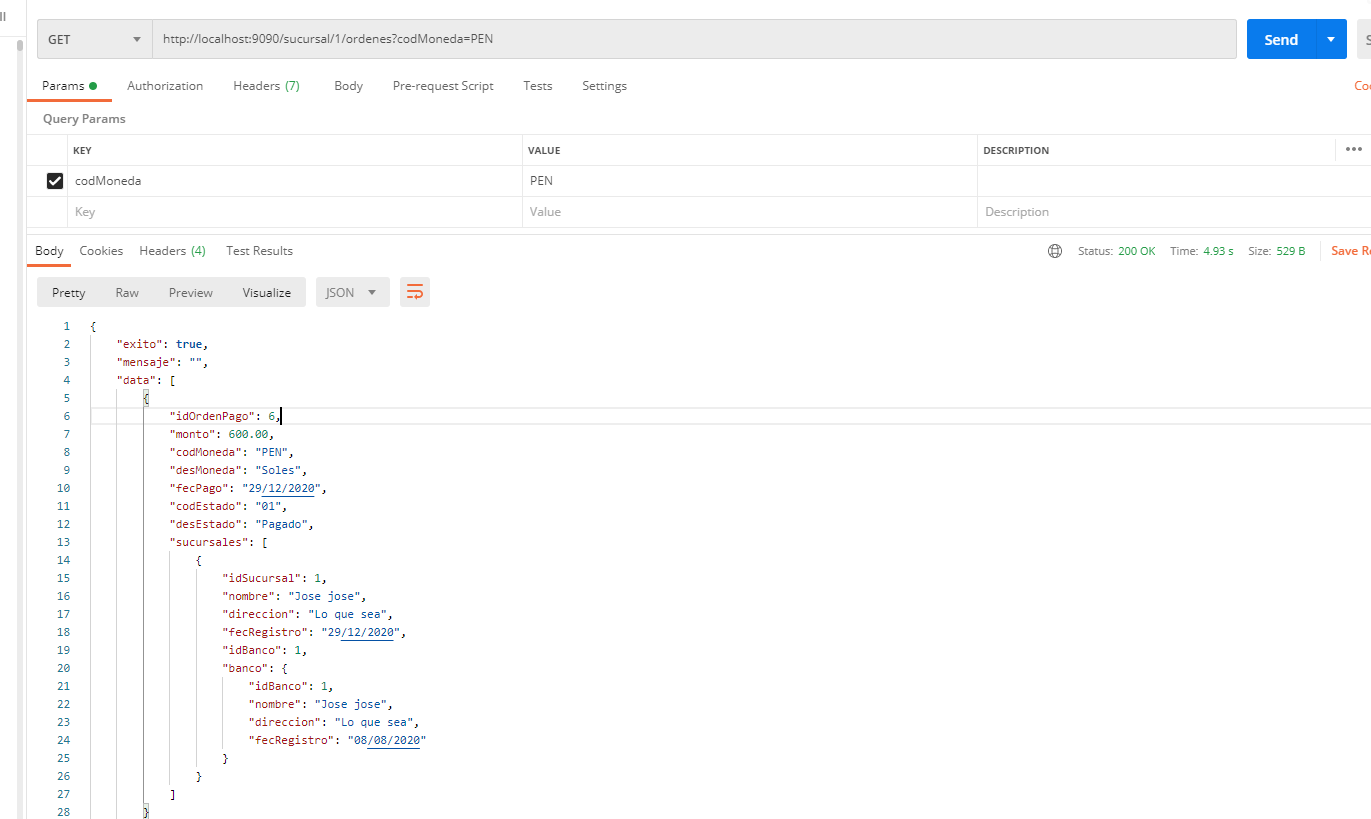 ll
GET http://localhost:9090/sucursal/1/ordenes?codMoneda=PEN Send S
Params Authorization Headers (7) Body Pre-request Script Tests Settings Coo
Query Params
KEY VALUE DESCRIPTION •••
codMoneda PEN
Key Value Description
Body Cookies Headers (4) Test Results Status: 200 OK Time: 4.93 s Size: 529 B Save Re
Pretty Raw Preview Visualize JSON
1 {
2 "exito": true,
3 "mensaje": "",
4 "data": [
5 {
6 "idOrdenPago": 6,
7 "monto": 600.00,
8 "codMoneda": "PEN",
9 "desMoneda": "Soles",
10 "fecPago": "29/12/2020",
11 "codEstado": "01",
12 "desEstado": "Pagado",
13 "sucursales": [
14 {
15 "idSucursal": 1,
16 "nombre": "Jose jose",
17 "direccion": "Lo que sea",
18 "fecRegistro": "29/12/2020",
19 "idBanco": 1,
20 "banco": {
21 "idBanco": 1,
22 "nombre": "Jose jose",
23 "direccion": "Lo que sea",
24 "fecRegistro": "08/08/2020"
25 }
26 }
27 ]
28 }